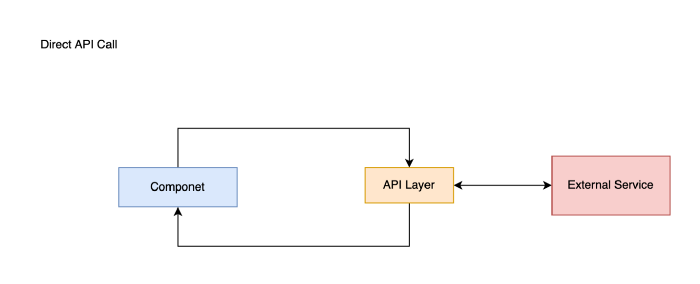 Direct API Call
Componet
API Layer
External Service